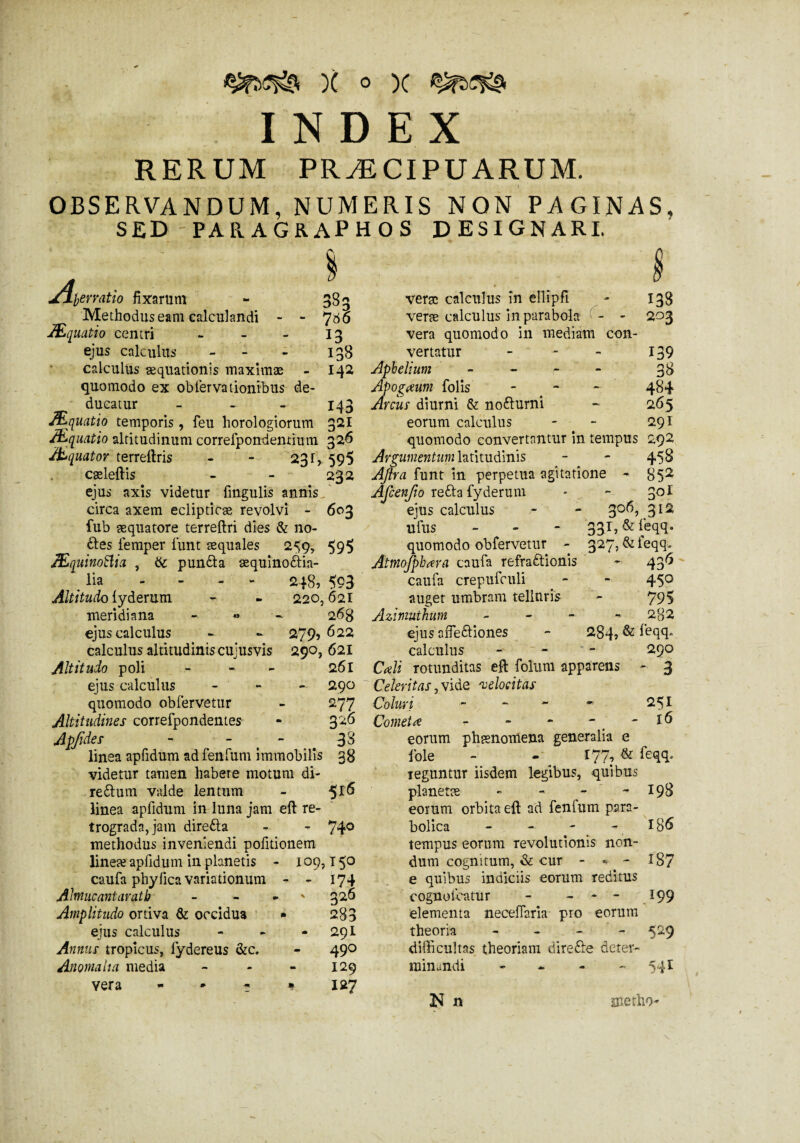 )( o )(
INDEX
RERUM PRÆCIPUARUM.
OBSERVANDUM, NUMERIS NON PAGINAS,
SED PARAGRAPHOS DESIGNARI.
§
Aberratio fixarum - 383
Methodus eam calculandi - - 786
Æquatio centri - - - 13
ejus calculus - - - 138
calculus æquationis maximæ - 142
quomodo ex obſervationibus de-
ducatur - - - 143
Æquatio temporis, ſeu horologiorum 321
Æquatio altitudinum correſpondentium 326
Æquator terreſtris - - 231, 595
cæleſtis - - 232
ejus axis videtur ſingulis annis
circa axem eclipticæ revolvi - 603
ſub æquatore terreſtri dies & no-
ctes ſemper ſunt æquales 259, 595
Æquinoctia, & puncta æquinoctia-
lia - - - - 248, 593
Altitudo ſyderum - - 220, 621
meridiana - - - 268
ejus calculus - - 279, 622
calculus altitudinis cujusvis 290, 621
Altitudo poli - - - 261
ejus calculus - - - 290
quomodo obſervetur - 277
Altitudines correſpondentes - 326
Apſides - - - 38
linea apſidum ad ſenſum immobilis 38
videtur tamen habere motum di-
rectum valde lentum - 516
linea apſidum in luna jam eſt re-
trograda, jam directa - - 740
methodus inveniendi poſitionem
lineæ apſidum in planetis - 109, 150
cauſa phyſica variationum - - 174
Almucantarath - - - - 326
Amplitudo ortiva & occidua - 283
ejus calculus - - - 291
Annus tropicus, ſydereus &c. - 490
Anomalia media - - - 129
vera - - - - 127
§
veræ calculus in ellipſi - 138
veræ calculus in parabola - - 203
vera quomodo in mediam con-
vertatur - - - 139
Aphelium - - - - 38
Apogæum ſolis - - - 484
Arcus diurni & nocturni - 265
eorum calculus - - 291
quomodo convertantur in tempus 292
Argumentum latitudinis - - 458
Aſtra ſunt in perpetua agitatione - 852
Aſcenſio recta ſyderum - - 301
ejus calculus - - 306, 312
uſus - - - 331, & ſeqq.
quomodo obſervetur - 327, & ſeqq.
Atmoſphæra cauſa refractionis - 436
cauſa crepuſculi - - 450
auget umbram telluris - 795
Azimuthum - - - - 282
ejus affectiones - 284, & ſeqq.
calculus - - - 290
Cæli rotunditas eſt ſolum apparens - 3
Celeritas, vide velocitas
Coluri - - - - 251
Cometæ - - - - - 16
eorum phænomena generalia e
ſole - - 177, & ſeqq.
reguntur iisdem legibus, quibus
planetæ - - - - 198
eorum orbita eſt ad ſenſum para-
bolica - - - - 186
tempus eorum revolutionis non-
dum cognitum, & cur - - - 187
e quibus indiciis eorum reditus
cognoſcatur - - - - 199
elementa neceſſaria pro eorum
theoria - - - - 529
difficultas theoriam directe deter-
minandi - - - - 541
N n metho-